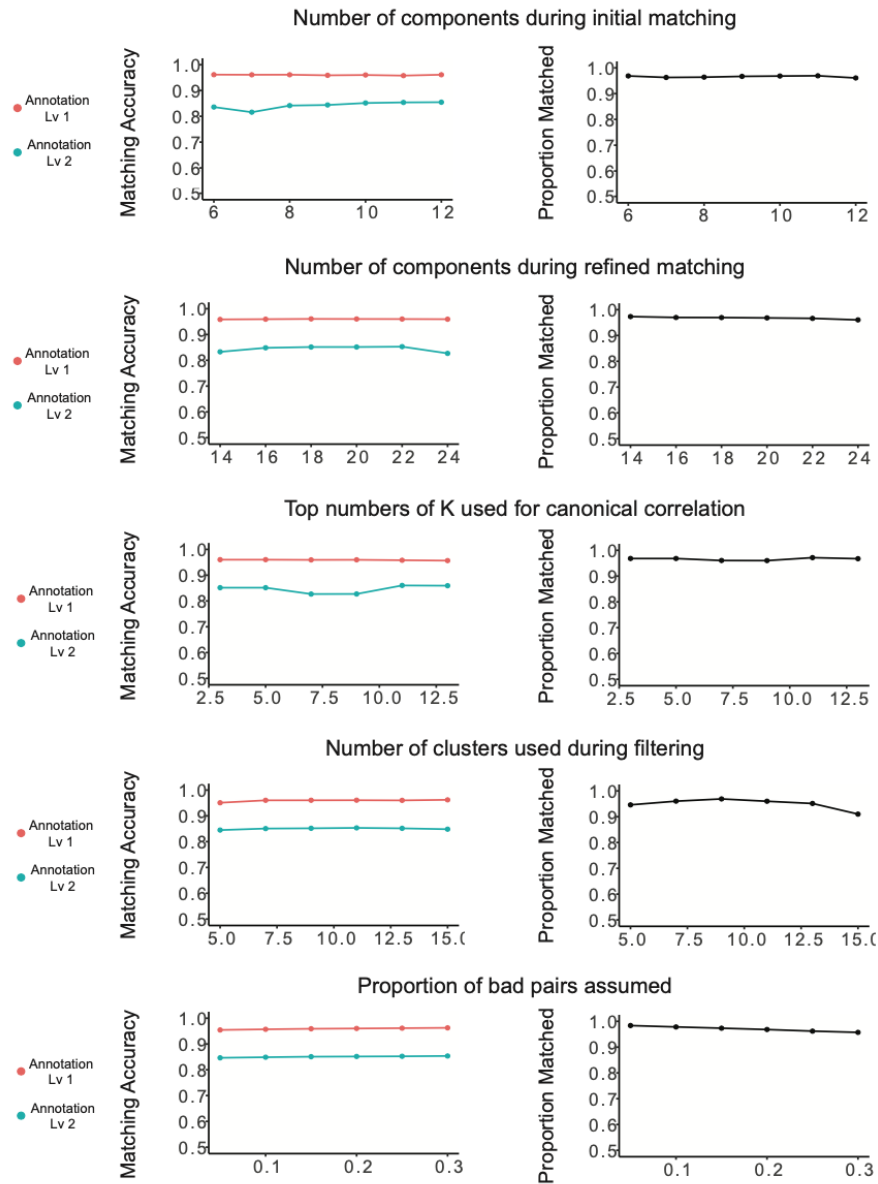 Number of components during initial matching
Annotation
Lv 1
Annotation
Lv 2
Matching Accuracy
1.0
0.9
0.8
0.7
0.6
0.5
6 8 10 12
Proportion Matched
1.0
0.9
0.8
0.7
0.6
0.5
6 8 10 12
Number of components during refined matching
Annotation
Lv 1
Annotation
Lv 2
Matching Accuracy
1.0
0.9
0.8
0.7
0.6
0.5
14 16 18 20 22 24
Proportion Matched
1.0
0.9
0.8
0.7
0.6
0.5
14 16 18 20 22 24
Top numbers of K used for canonical correlation
Annotation
Lv 1
Annotation
Lv 2
Matching Accuracy
1.0
0.9
0.8
0.7
0.6
0.5
2.5 5.0 7.5 10.0 12.5
Proportion Matched
1.0
0.9
0.8
0.7
0.6
0.5
2.5 5.0 7.5 10.0 12.5
Number of clusters used during filtering
Annotation
Lv 1
Annotation
Lv 2
Matching Accuracy
1.0
0.9
0.8
0.7
0.6
0.5
5.0 7.5 10.0 12.5 15.0
Proportion Matched
1.0
0.9
0.8
0.7
0.6
0.5
5.0 7.5 10.0 12.5 15.0
Proportion of bad pairs assumed
Annotation
Lv 1
Annotation
Lv 2
Matching Accuracy
1.0
0.9
0.8
0.7
0.6
0.5
0.1 0.2 0.3
Proportion Matched
1.0
0.9
0.8
0.7
0.6
0.5
0.1 0.2 0.3